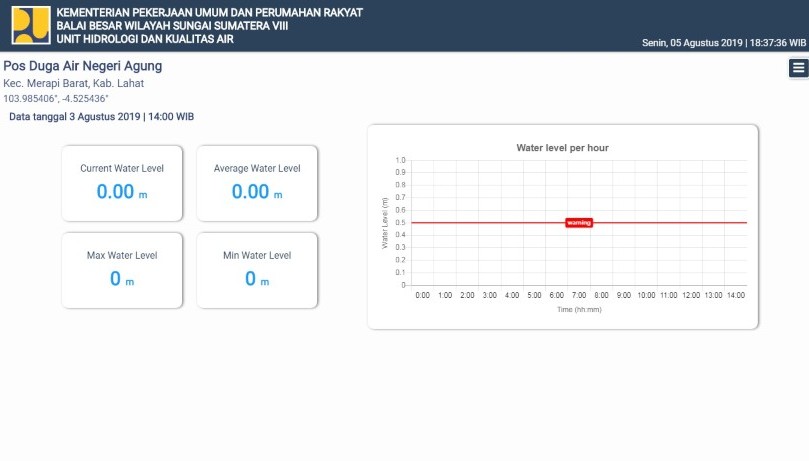 KEMENTERIAN PEKERJAAN UMUM DAN PERUMAHAN RAKYAT
BALAI BESAR WILAYAH SUNGAI SUMATERA VIII
UNIT HIDROLOGI DAN KUALITAS AIR
Senin, 05 Agustus 2019 | 18:37:36 WIB
Pos Duga Air Negeri Agung
Kec. Merapi Barat, Kab. Lahat
103.985406°, -4.525436°
Data tanggal 3 Agustus 2019 | 14:00 WIB
Current Water Level
0.00 m
Average Water Level
0.00 m
Max Water Level
0 m
Min Water Level
0 m
Water level per hour
Water Level (m)
1.0
0.9
0.8
0.7
0.6
0.5
0.4
0.3
0.2
0.1
0
warning
0:00 1:00 2:00 3:00 4:00 5:00 6:00 7:00 8:00 9:00 10:00 11:00 12:00 13:00 14:00
Time (hh:mm)